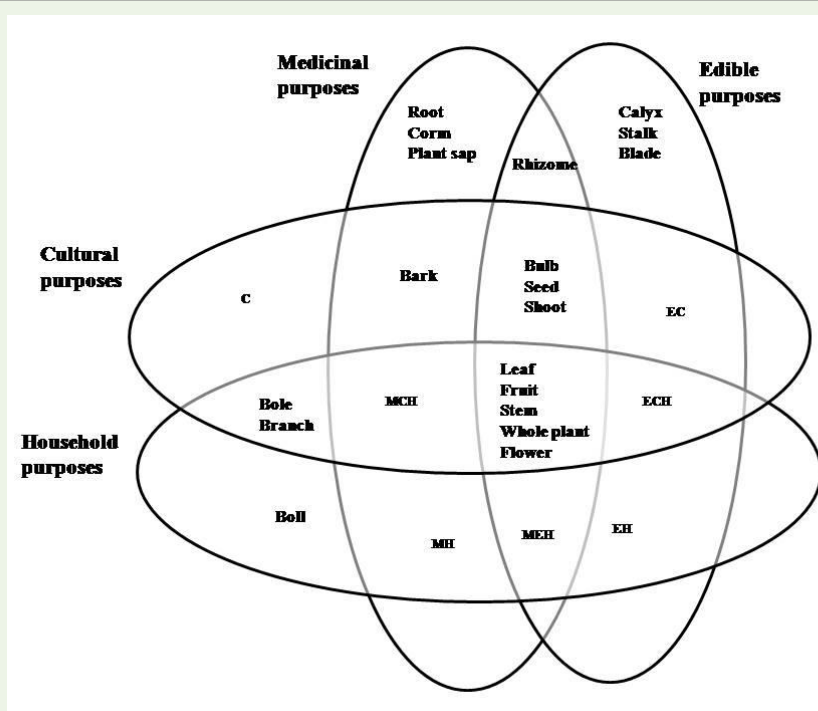 Medicinal
purposes
Edible
purposes
Root
Corm
Plant sap
Calyx
Stalk
Blade
Rhizome
Cultural
purposes
C
Bark
Bulb
Seed
Shoot
EC
Household
purposes
Bole
Branch
MCH
Leaf
Fruit
Stem
Whole plant
Flower
ECH
Boll
MH
MEH
EH